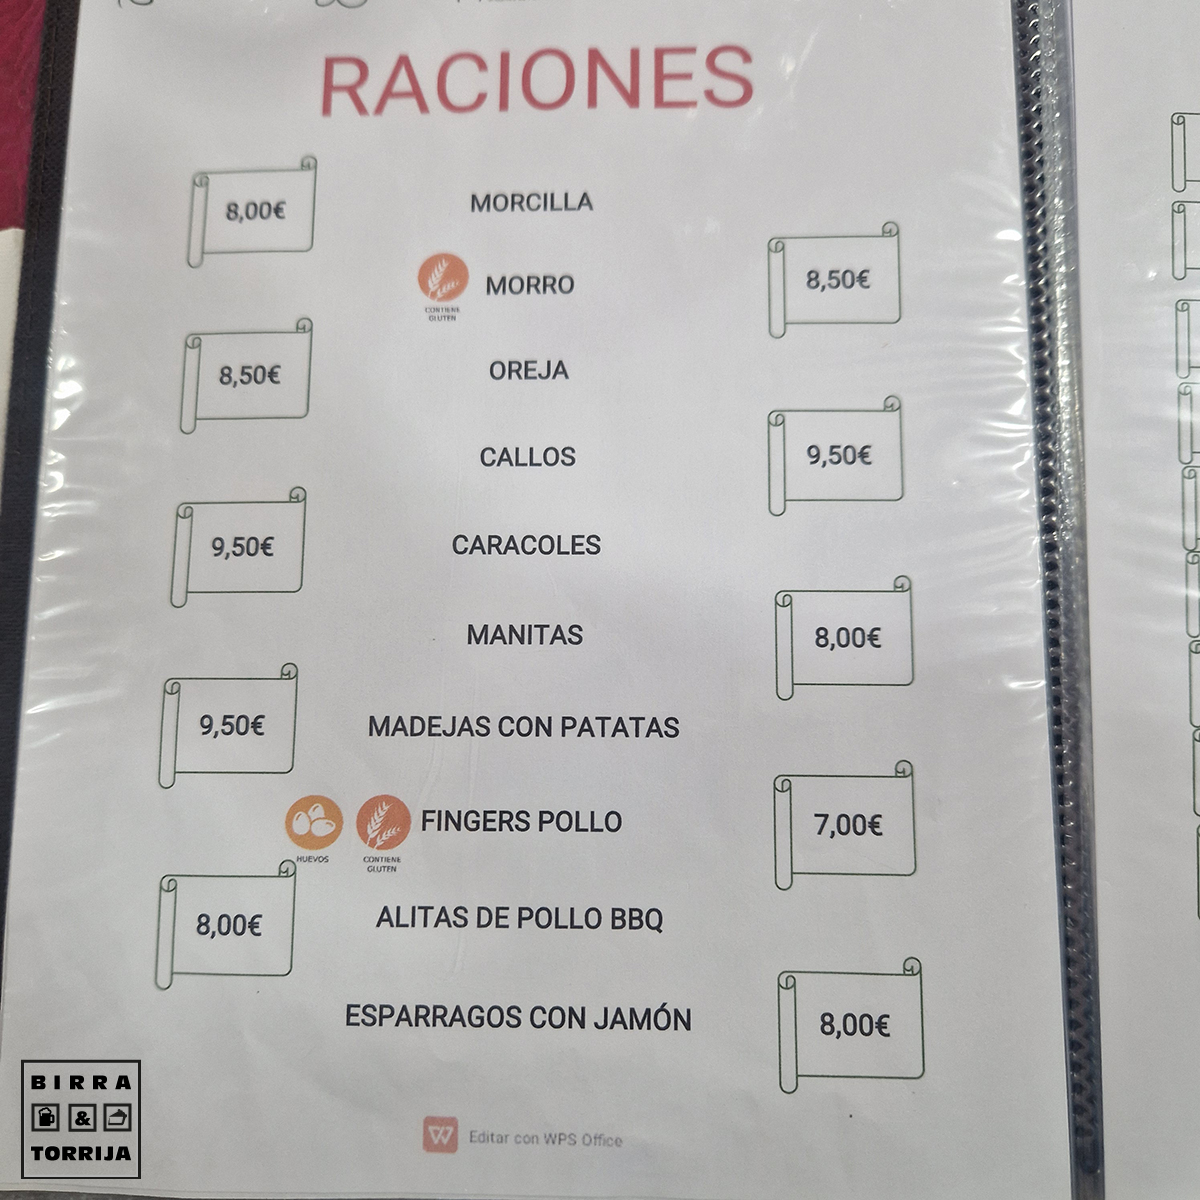 RACIONES
8,00€ MORCILLA
CONTIENE
GLUTEN
MORRO 8,50€
8,50€ OREJA
CALLOS 9,50€
9,50€ CARACOLES
MANITAS 8,00€
9,50€ MADEJAS CON PATATAS
HUEVOS
CONTIENE
GLUTEN
FINGERS POLLO 7,00€
8,00€ ALITAS DE POLLO BBQ
ESPARRAGOS CON JAMÓN 8,00€
Editar con WPS Office
BIRRA
&
TORRIJA